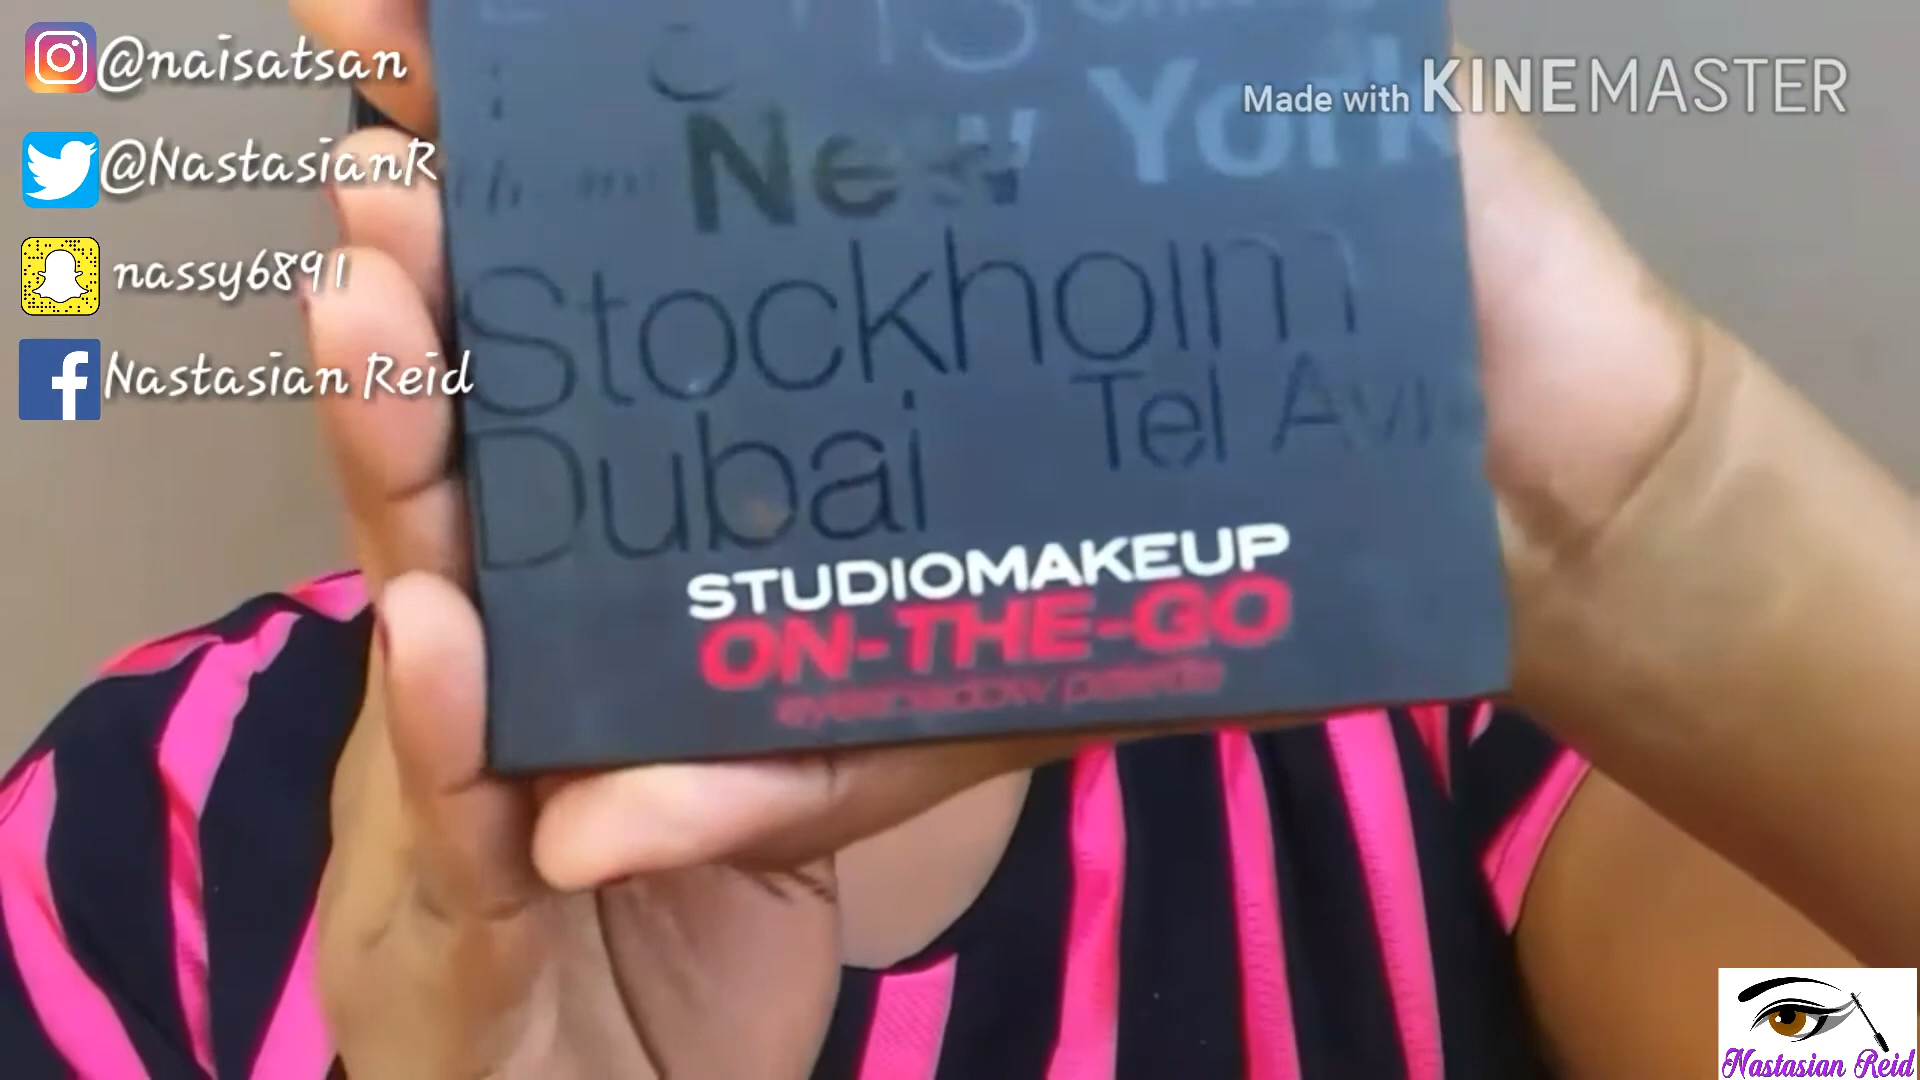 @naisatsan
@NastasianR
nassy6891
Nastasian Reid
Made with KINEMASTER
New York
Stockholm
Dubai
Tel Aviv
STUDIOMAKEUP
ON-THE-GO
eyeshadow palette
Nastasian Reid